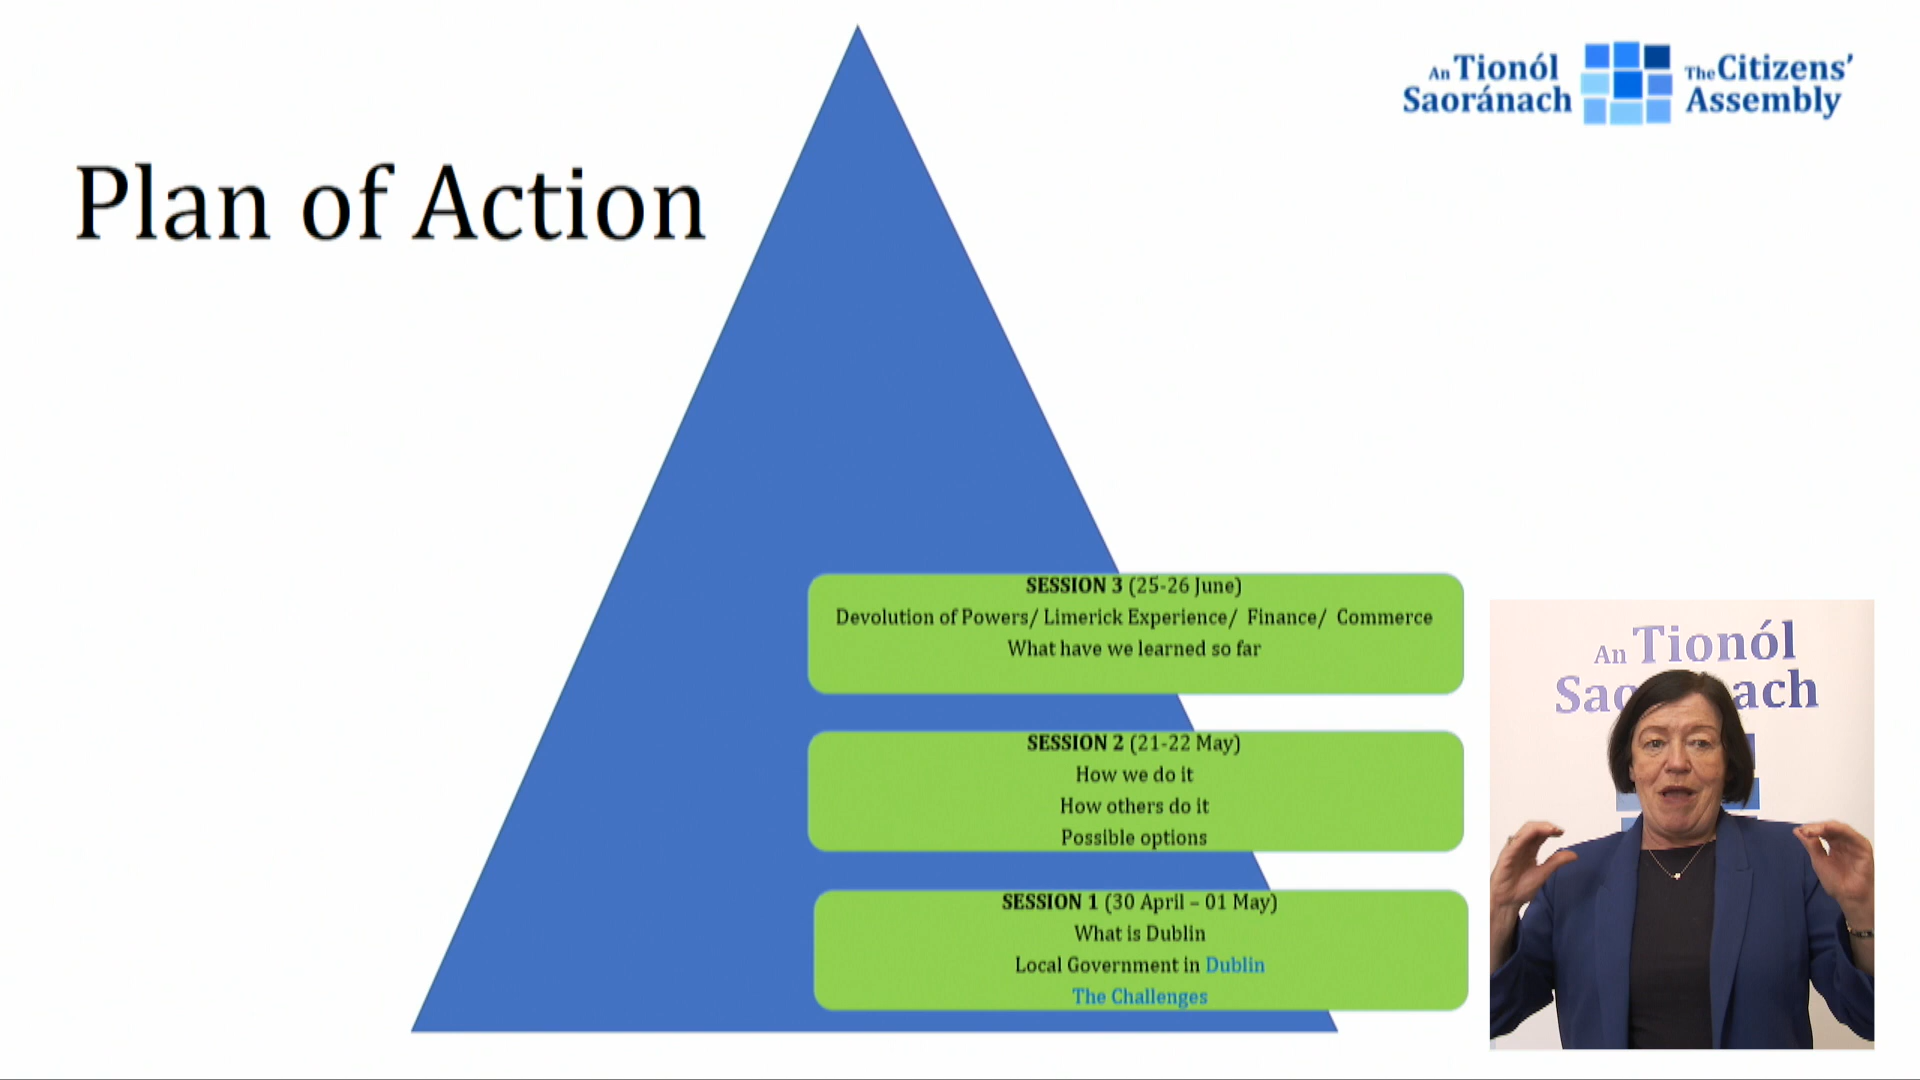 An Tionól
Saoránach
The Citizens'
Assembly
Plan of Action
SESSION 3 (25-26 June)
Devolution of Powers/ Limerick Experience/ Finance/ Commerce
What have we learned so far
SESSION 2 (21-22 May)
How we do it
How others do it
Possible options
SESSION 1 (30 April – 01 May)
What is Dublin
Local Government in Dublin
The Challenges
An Tionól
Sao ach